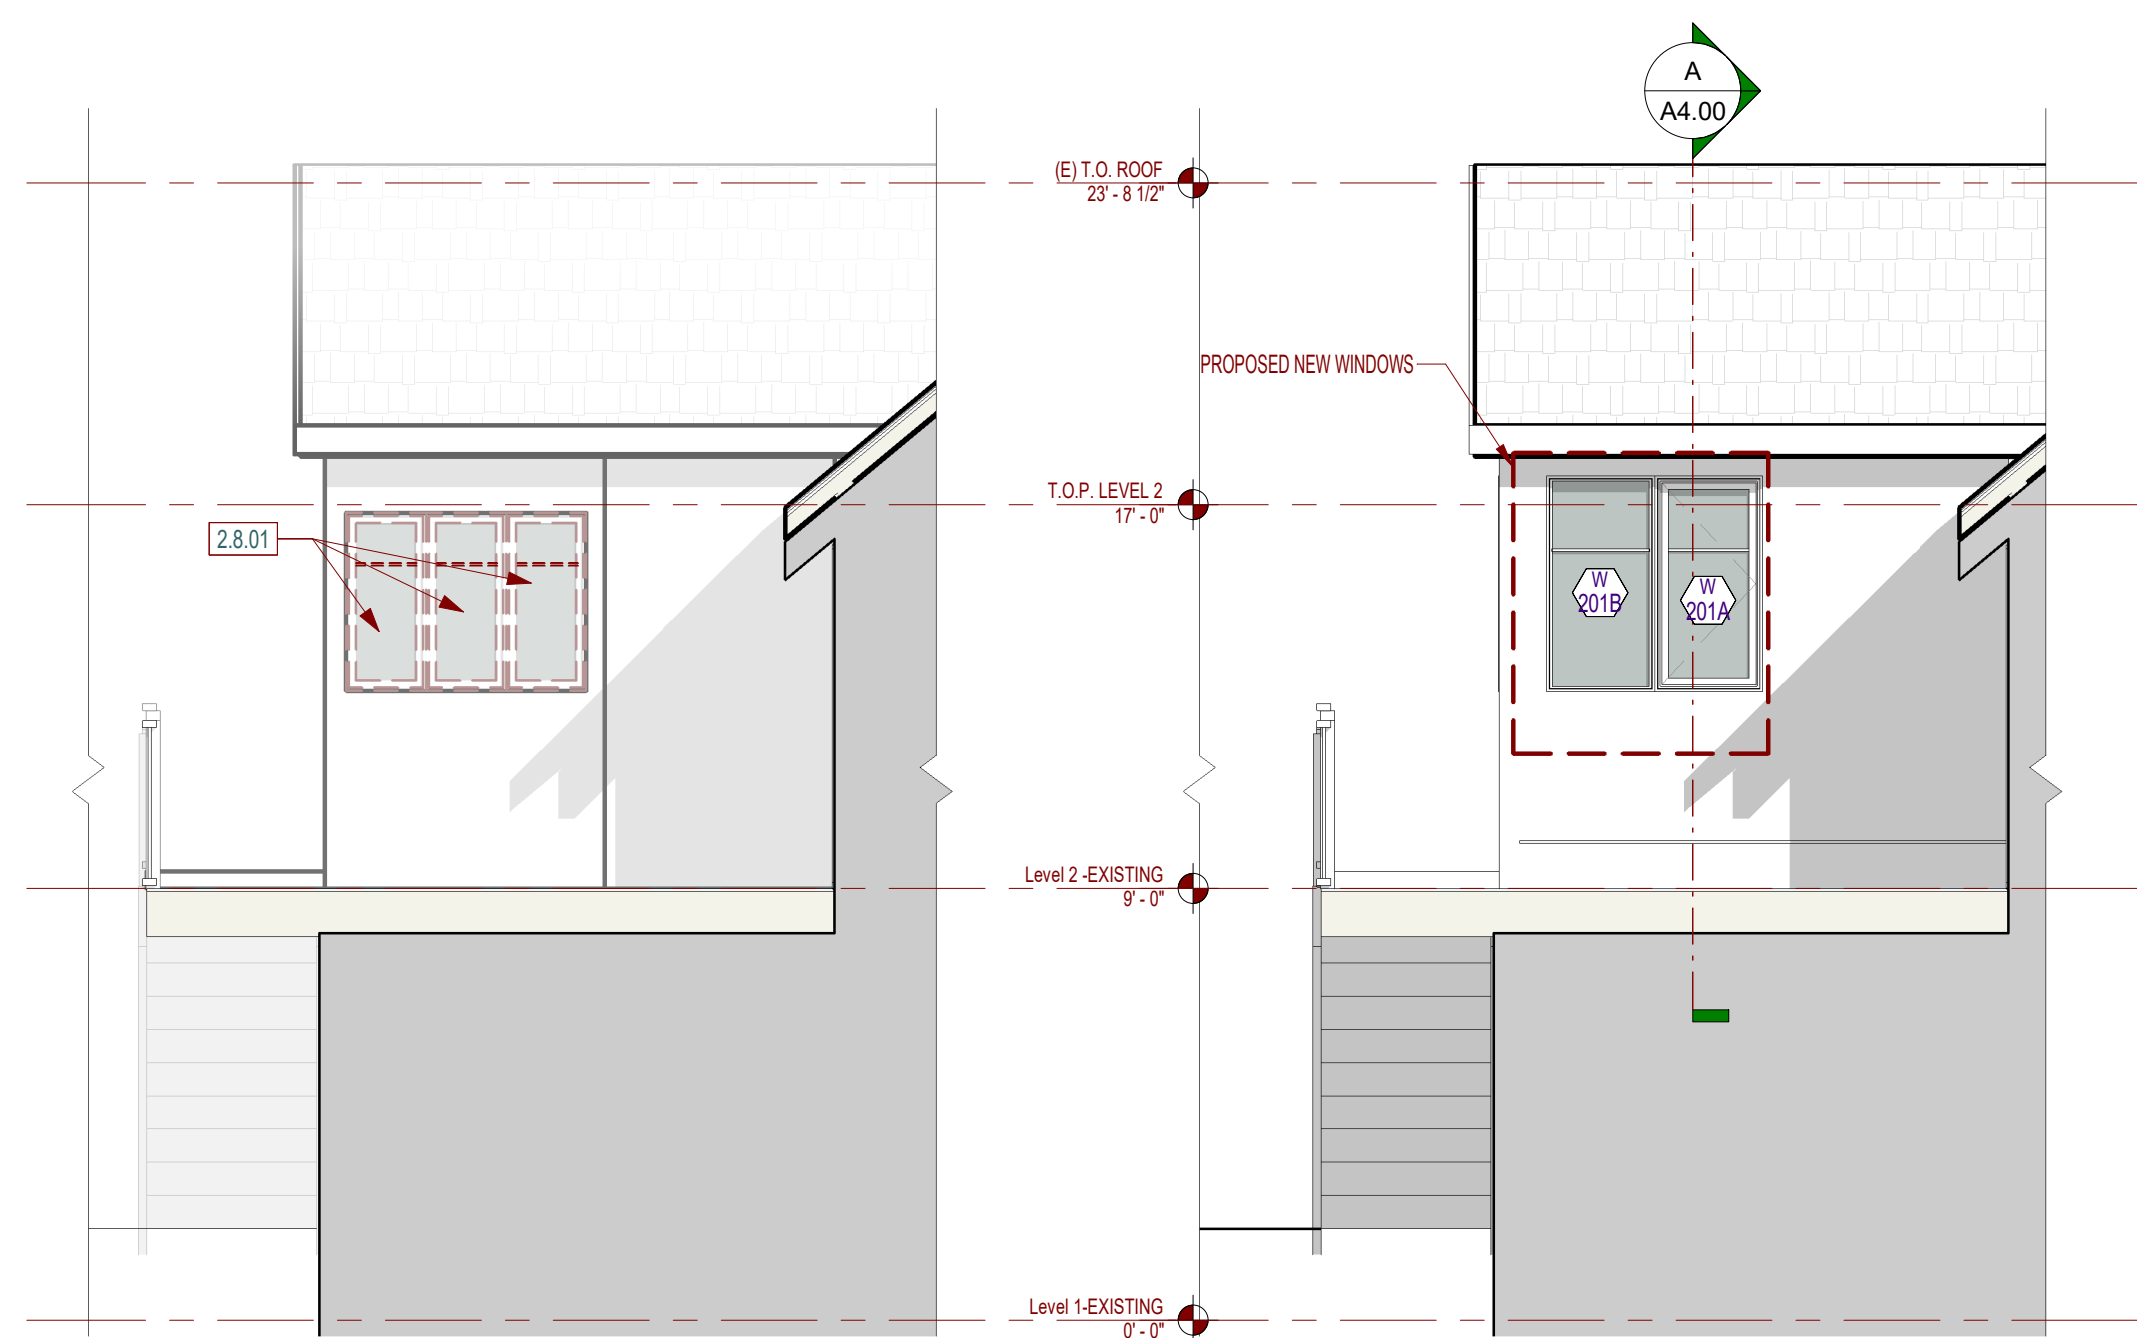 A
A4.00
(E) T.O. ROOF
23' - 8 1/2"
PROPOSED NEW WINDOWS
T.O.P. LEVEL 2
17' - 0"
2.8.01
W
201B
W
201A
Level 2 -EXISTING
9' - 0"
Level 1-EXISTING
0' - 0"